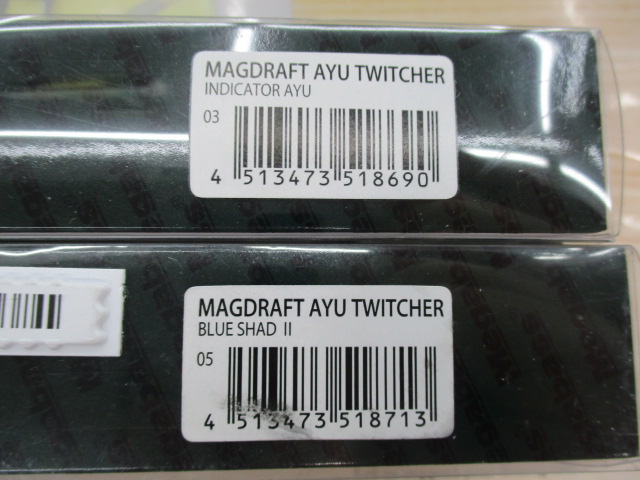 MAGDRAFT AYU TWITCHER
INDICATOR AYU
03
4 513473 518690
MAGDRAFT AYU TWITCHER
BLUE SHAD II
05
4 513473 518713